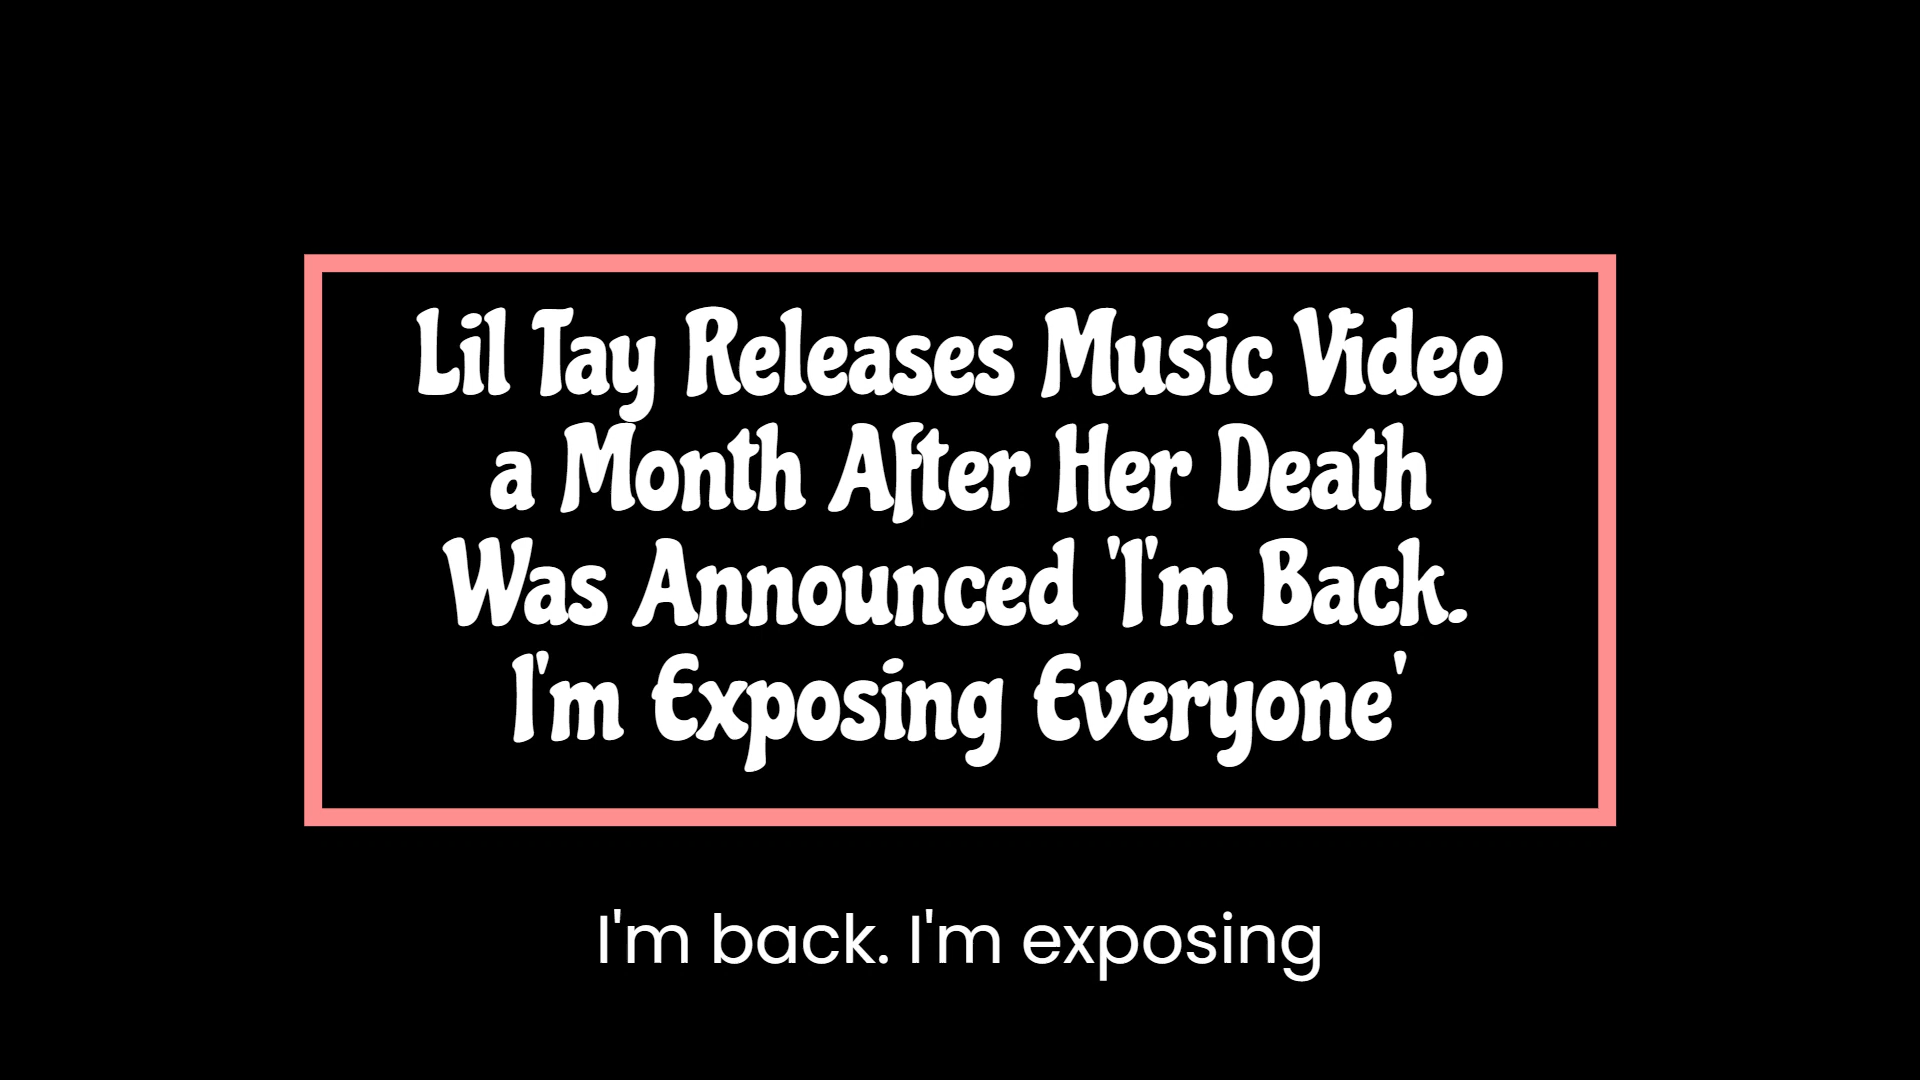 Lil Tay Releases Music Video
a Month After Her Death
Was Announced 'I'm Back.
I'm Exposing Everyone'
I'm back. I'm exposing